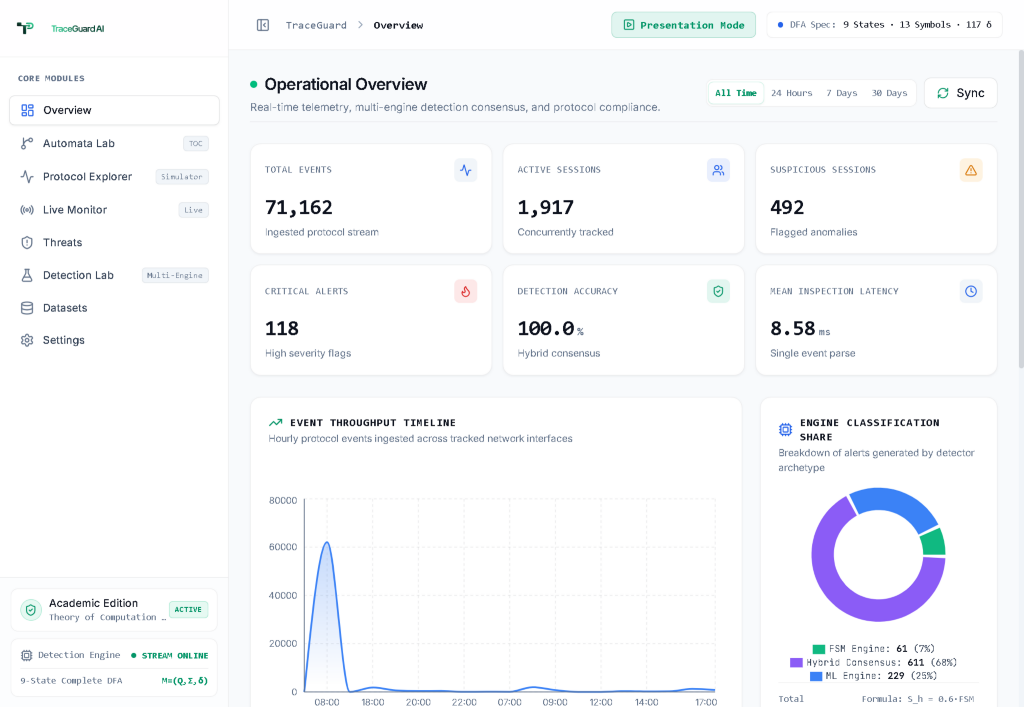 TraceGuard AI
TraceGuard > Overview
Presentation Mode
DFA Spec: 9 States · 13 Symbols · 117 δ
CORE MODULES
Overview
Automata Lab TOC
Protocol Explorer Simulator
Live Monitor Live
Threats
Detection Lab Multi-Engine
Datasets
Settings
Academic Edition
Theory of Computation …
ACTIVE
Detection Engine STREAM ONLINE
9-State Complete DFA M=(Q,Σ,δ)
Operational Overview
Real-time telemetry, multi-engine detection consensus, and protocol compliance.
All Time 24 Hours 7 Days 30 Days
Sync
TOTAL EVENTS
71,162
Ingested protocol stream
ACTIVE SESSIONS
1,917
Concurrently tracked
SUSPICIOUS SESSIONS
492
Flagged anomalies
CRITICAL ALERTS
118
High severity flags
DETECTION ACCURACY
100.0 %
Hybrid consensus
MEAN INSPECTION LATENCY
8.58 ms
Single event parse
EVENT THROUGHPUT TIMELINE
Hourly protocol events ingested across tracked network interfaces
80000
60000
40000
20000
0
08:00 18:00 20:00 22:00 07:00 09:00 12:00 14:00 17:00
ENGINE CLASSIFICATION
SHARE
Breakdown of alerts generated by detector
archetype
FSM Engine: 61 (7%)
Hybrid Consensus: 611 (68%)
ML Engine: 229 (25%)
Total Formula: S_h = 0.6·FSM